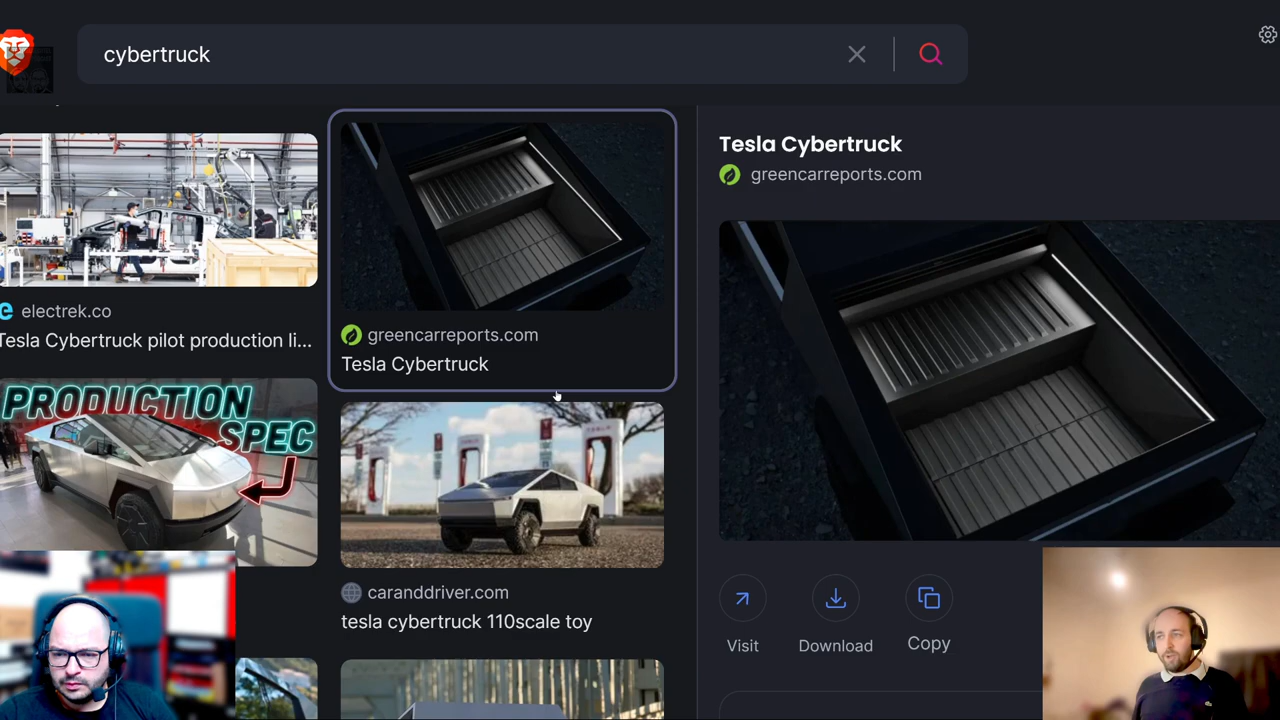 cybertruck
electrek.co
Tesla Cybertruck pilot production li...
PRODUCTION
SPEC
greencarreports.com
Tesla Cybertruck
caranddriver.com
tesla cybertruck 110scale toy
Tesla Cybertruck
greencarreports.com
Visit
Download
Copy